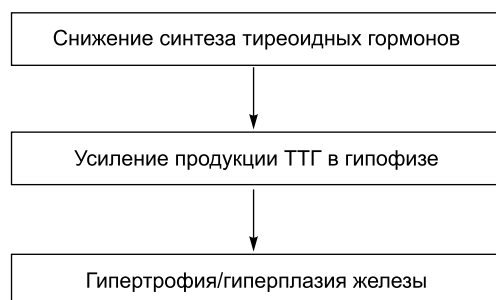 Снижение синтеза тиреоидных гормонов
Усиление продукции ТТГ в гипофизе
Гипертрофия/гиперплазия железы